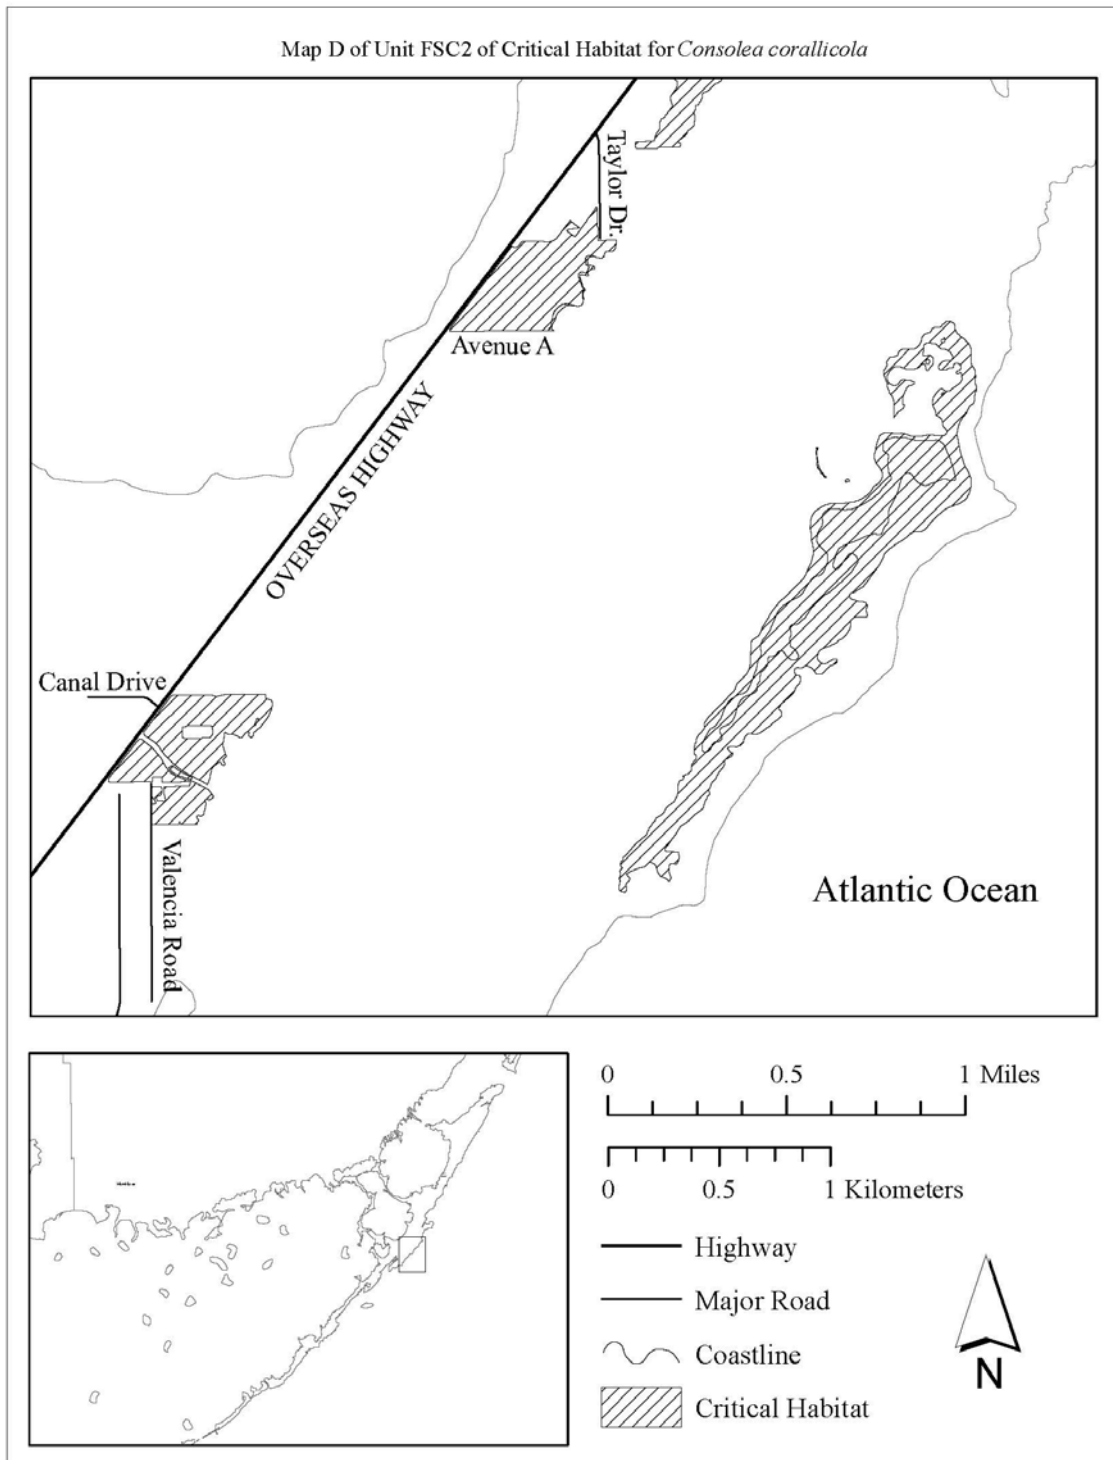 Map D of Unit FSC2 of Critical Habitat for Consolea corallicola
Taylor Dr.
Avenue A
OVERSEAS HIGHWAY
Canal Drive
Valencia Road
Atlantic Ocean
0 0.5 1 Miles
0 0.5 1 Kilometers
Highway
Major Road
Coastline
Critical Habitat
N